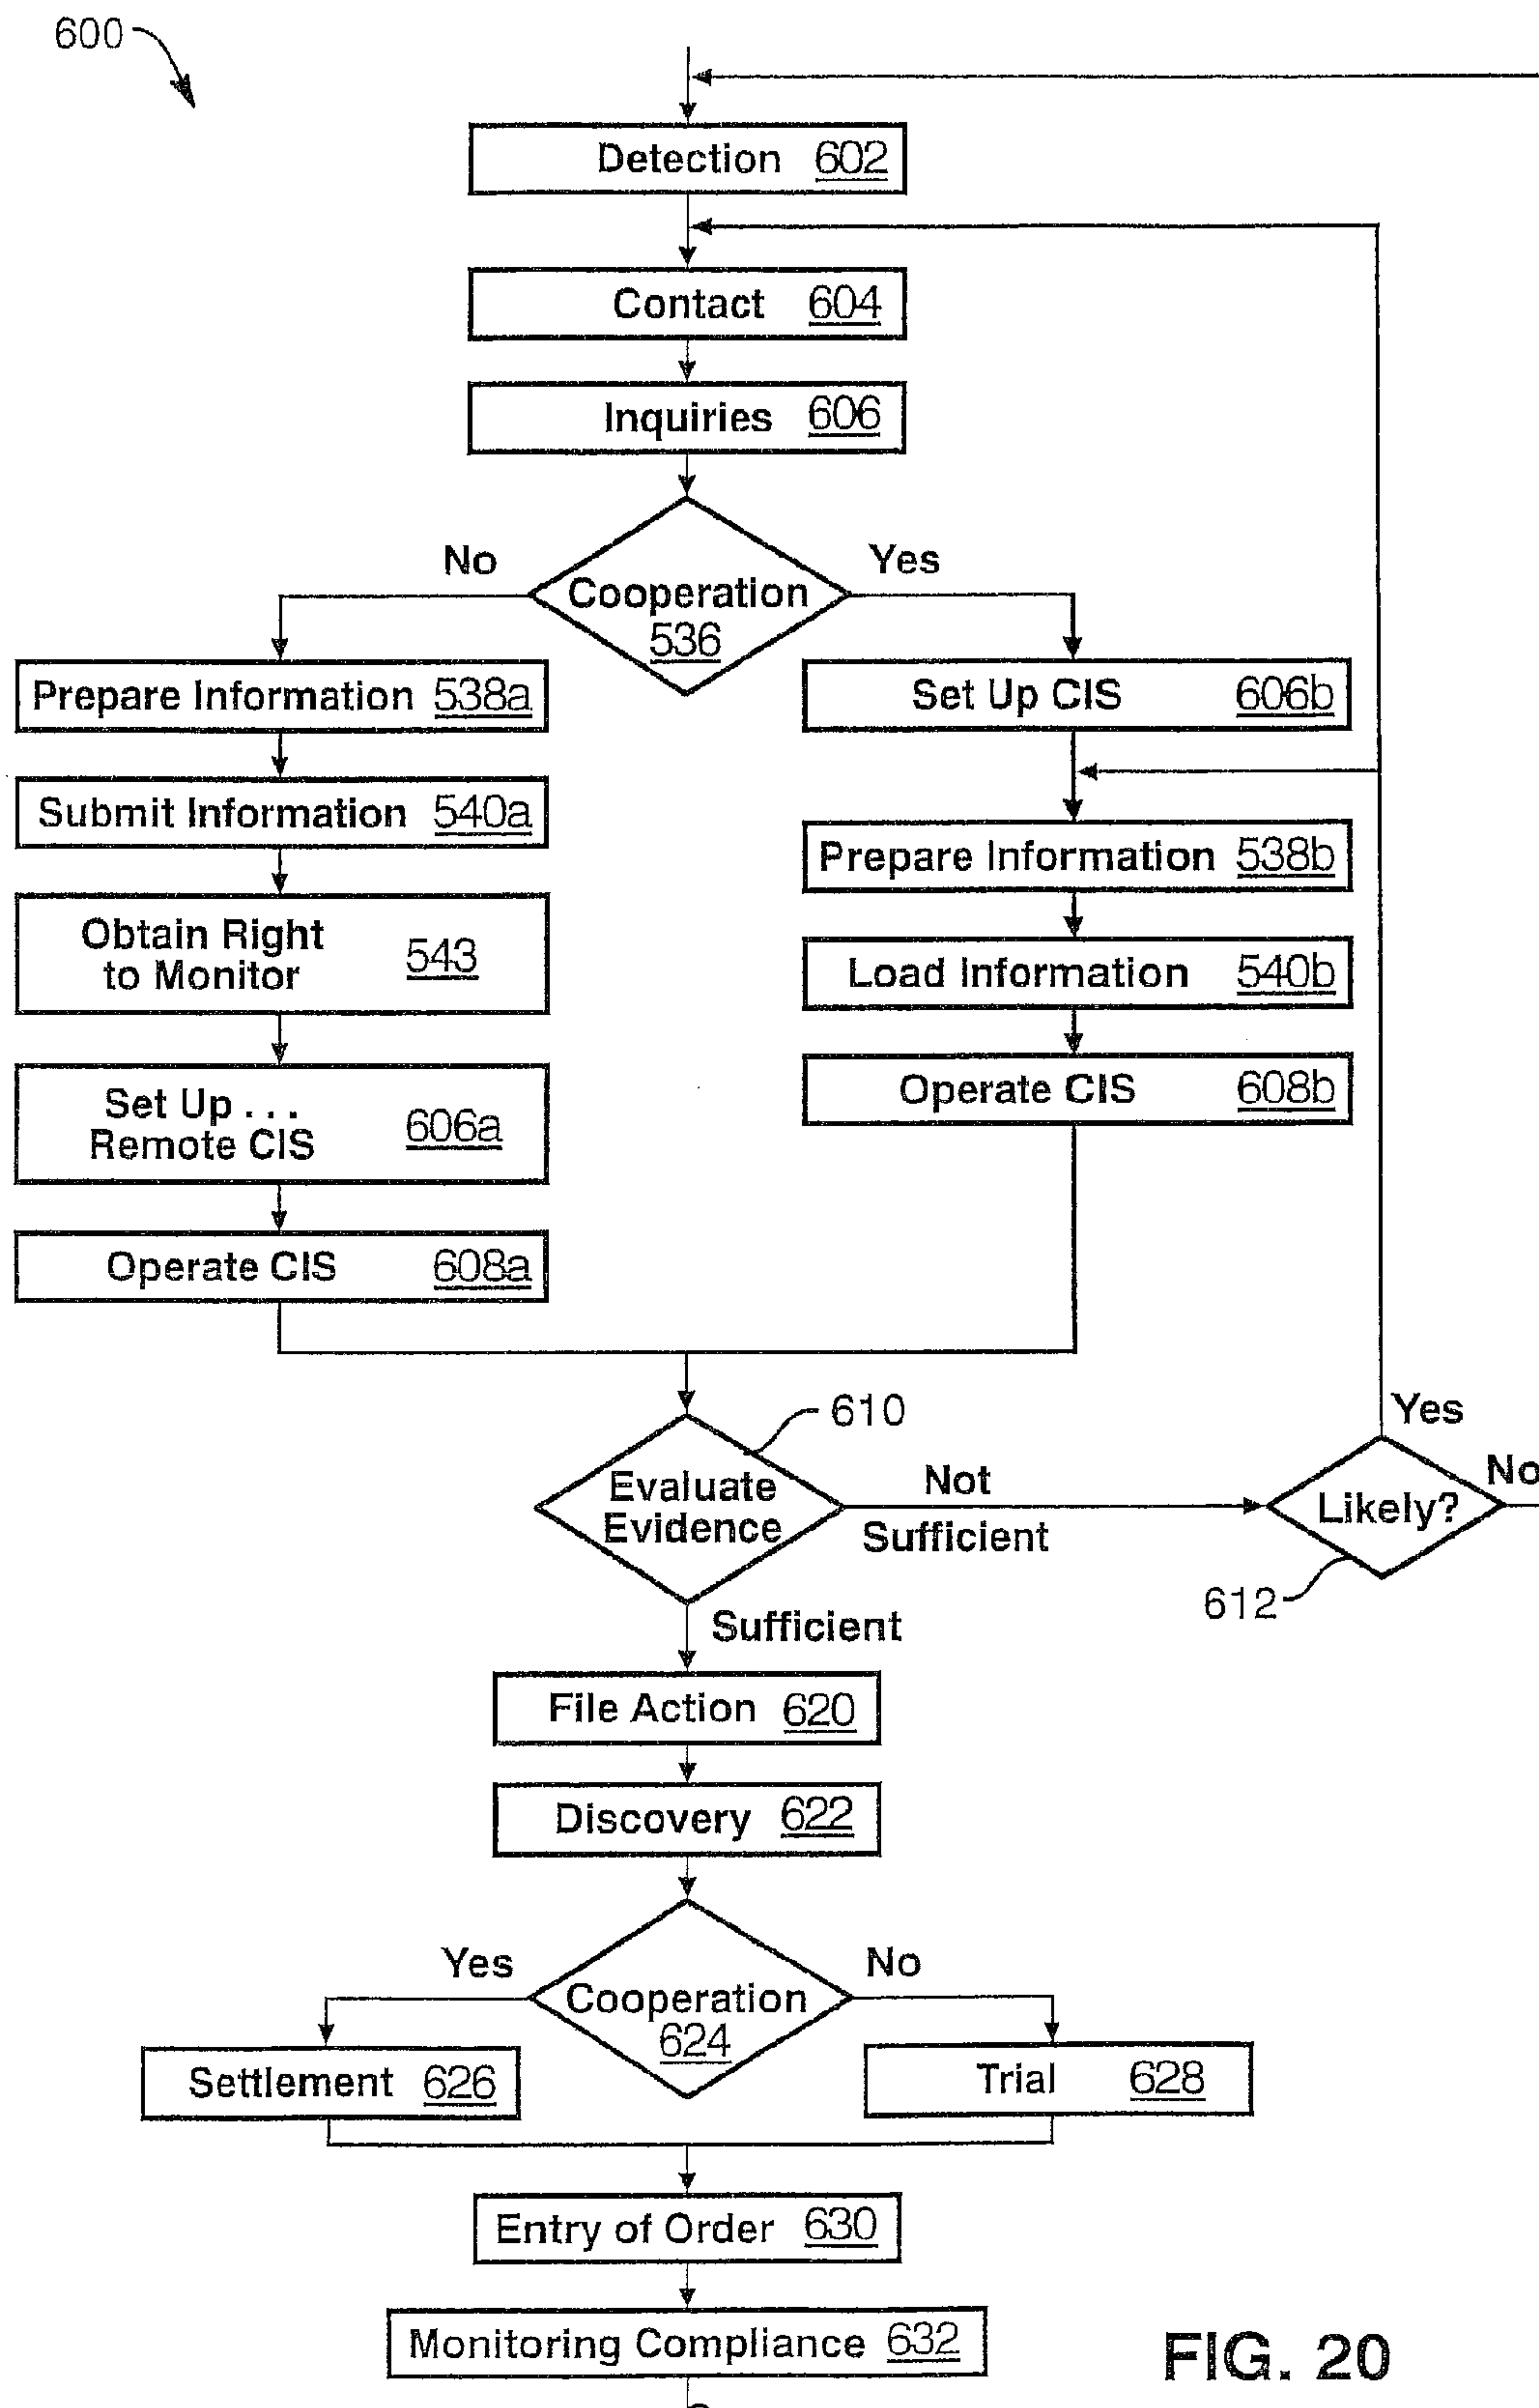 600
Detection 602
Contact 604
Inquiries 606
No
Yes
Cooperation
536
Prepare Information 538a
Set Up CIS 606b
Submit Information 540a
Prepare Information 538b
Obtain Right
to Monitor
543
Load Information 540b
Set Up . . .
Remote CIS
606a
Operate CIS 608b
Operate CIS 608a
610
Yes
No
Evaluate
Evidence
Not
Sufficient
Likely?
612
Sufficient
File Action 620
Discovery 622
Yes
No
Cooperation
624
Settlement 626
Trial 628
Entry of Order 630
Monitoring Compliance 632
FIG. 20